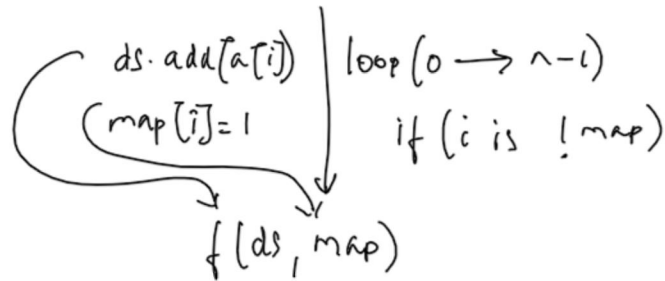 ds.add(a[i])
map[i]=1
loop(0 → n-1)
if (i is ! map)
f(ds, map)